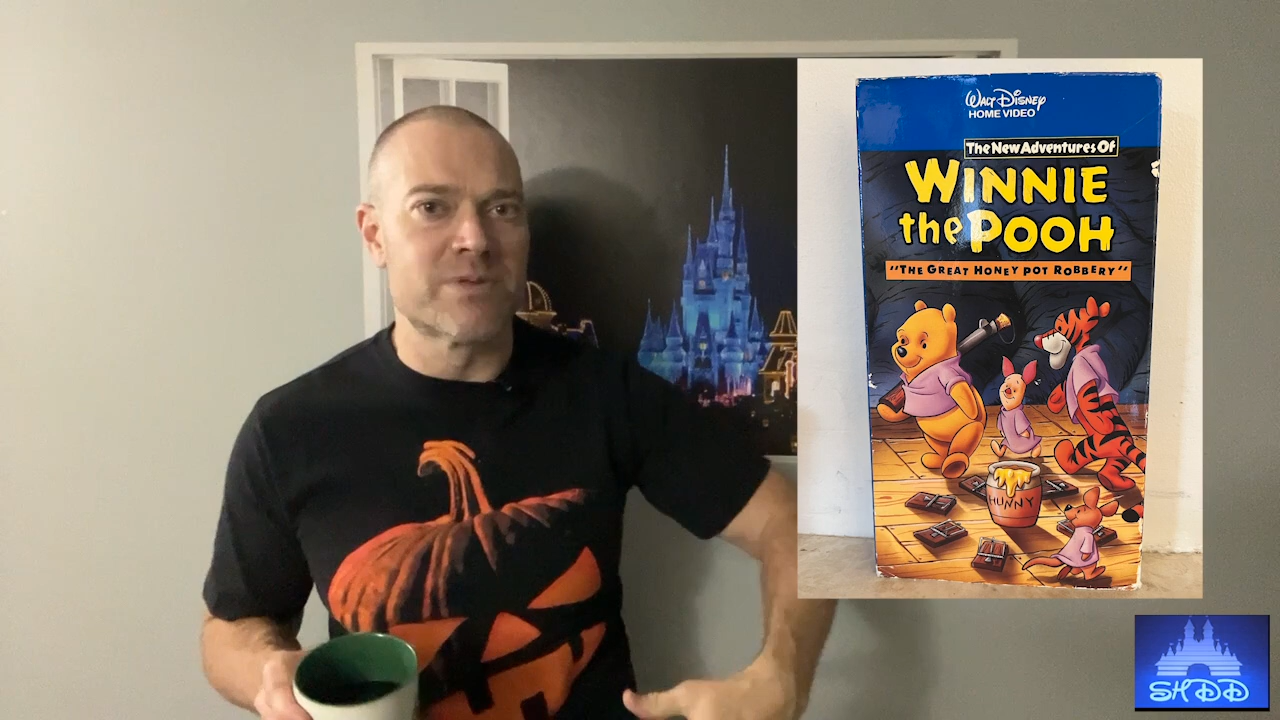 WALT DISNEY
HOME VIDEO
The New Adventures Of
WINNIE
the POOH
"THE GREAT HONEY POT ROBBERY"
HUNNY
SHDD